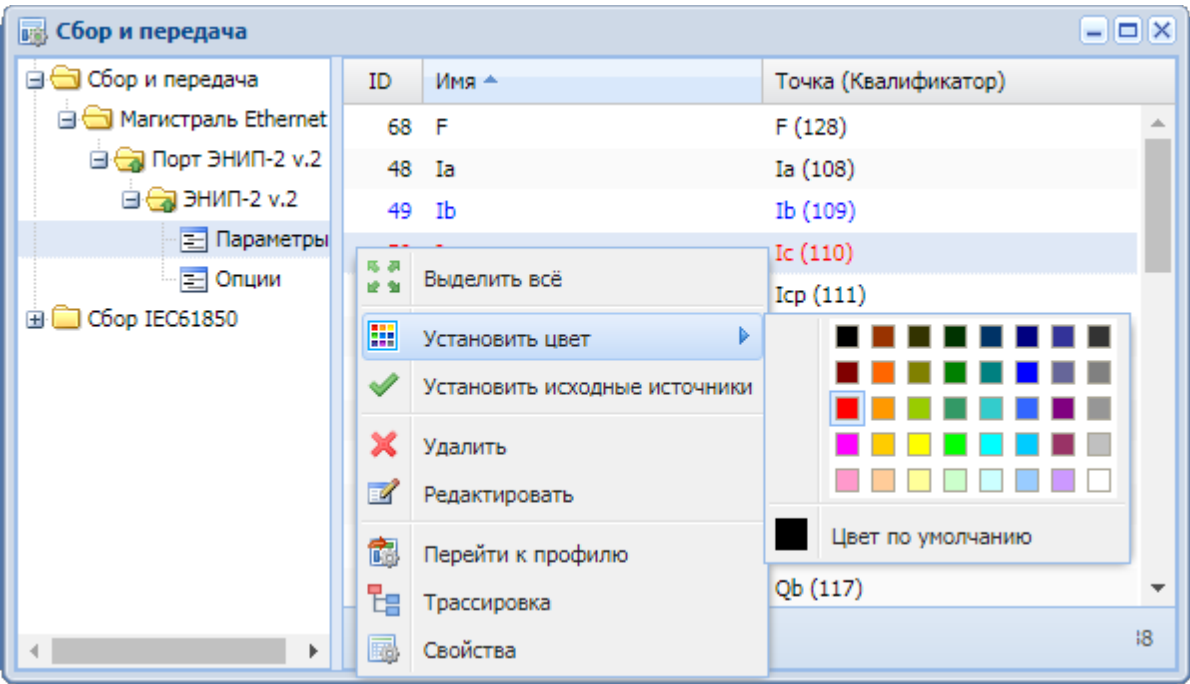 Сбор и передача
Сбор и передача
Магистраль Ethernet
Порт ЭНИП-2 v.2
ЭНИП-2 v.2
Параметры
Опции
Сбор IEC61850
ID Имя Точка (Квалификатор)
68 F F (128)
48 Ia Ia (108)
49 Ib Ib (109)
Ic (110)
Icp (111)
Выделить всё
Установить цвет
Установить исходные источники
Удалить
Редактировать
Перейти к профилю
Трассировка
Свойства
Цвет по умолчанию
Qb (117)